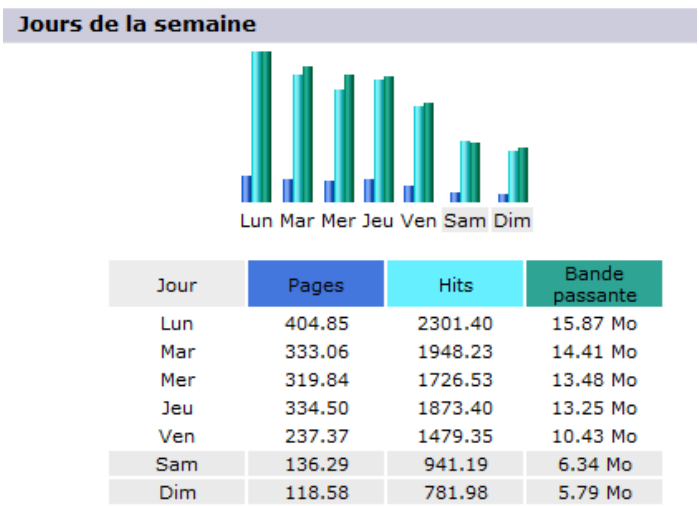 Jours de la semaine
Lun Mar Mer Jeu Ven Sam Dim
Jour Pages Hits Bande passante
Lun 404.85 2301.40 15.87 Mo
Mar 333.06 1948.23 14.41 Mo
Mer 319.84 1726.53 13.48 Mo
Jeu 334.50 1873.40 13.25 Mo
Ven 237.37 1479.35 10.43 Mo
Sam 136.29 941.19 6.34 Mo
Dim 118.58 781.98 5.79 Mo